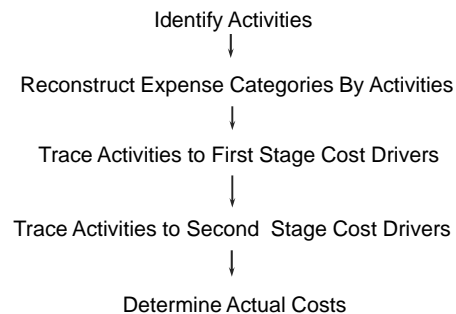 Identify Activities
Reconstruct Expense Categories By Activities
Trace Activities to First Stage Cost Drivers
Trace Activities to Second Stage Cost Drivers
Determine Actual Costs